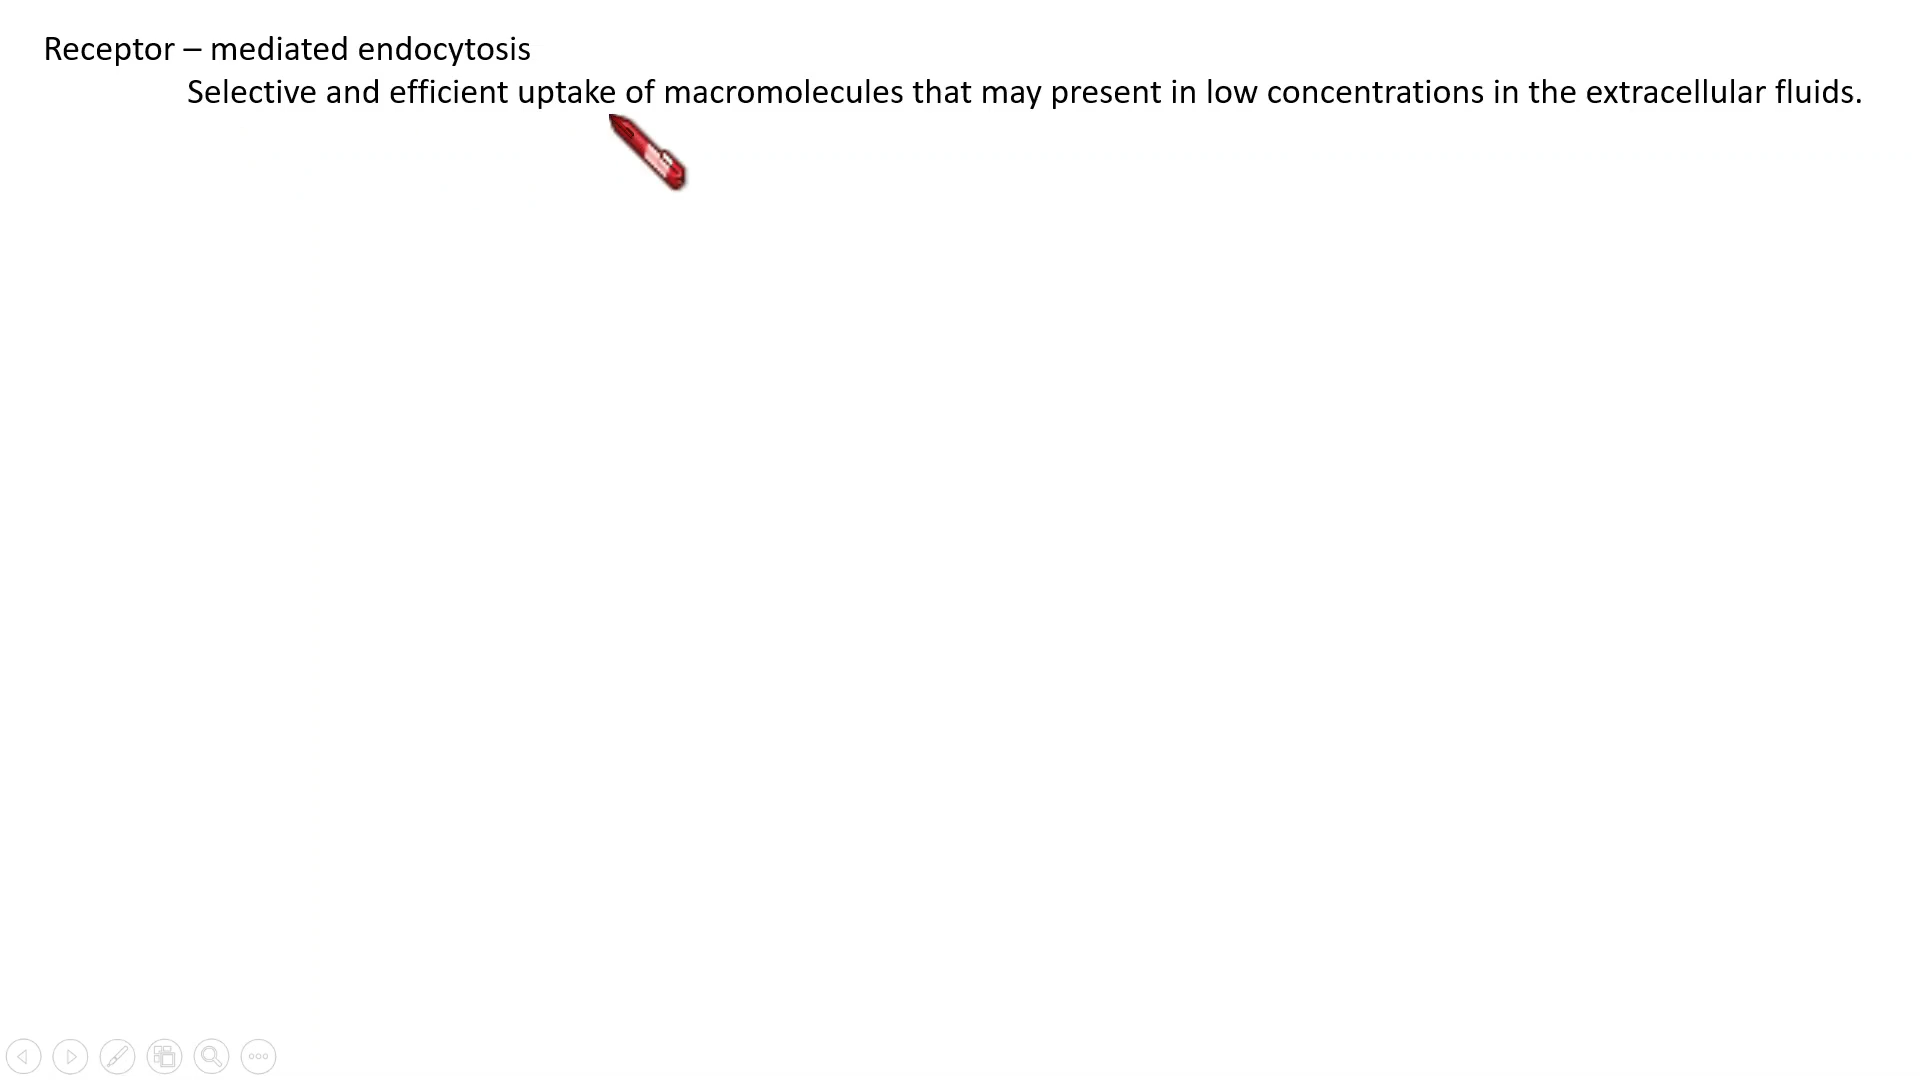 Receptor – mediated endocytosis
Selective and efficient uptake of macromolecules that may present in low concentrations in the extracellular fluids.